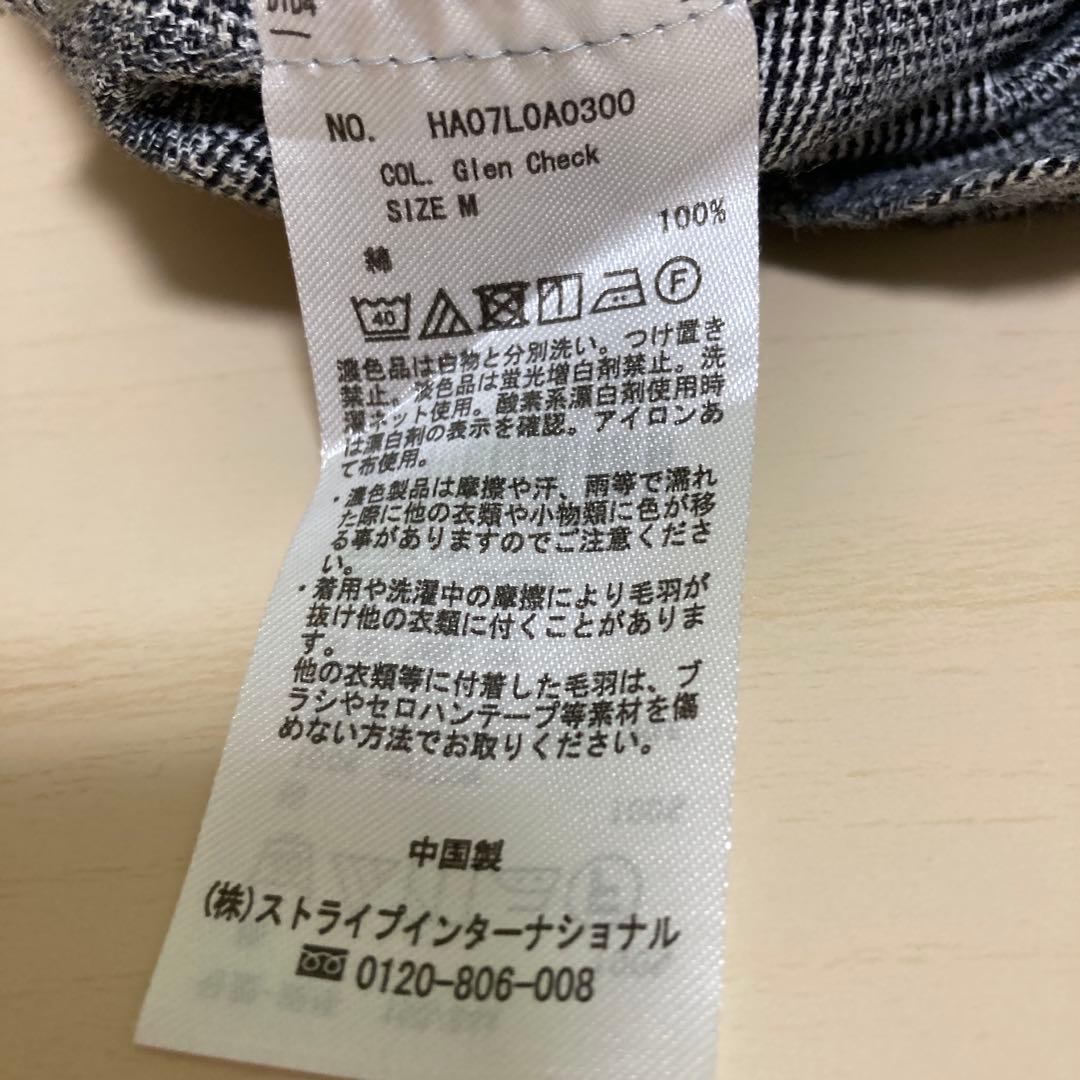 NO. HA07L0A0300
COL. Glen Check
SIZE M
綿 100%
40 F
濃色品は白物と分別洗い。つけ置き
禁止。淡色品は蛍光増白剤禁止。洗
濯ネット使用。酸素系漂白剤使用時
は漂白剤の表示を確認。アイロンあ
て布使用。
・濃色製品は摩擦や汗、雨等で濡れ
た際に他の衣類や小物類に色が移
る事がありますのでご注意くださ
い。
・着用や洗濯中の摩擦により毛羽が
抜け他の衣類に付くことがありま
す。
他の衣類等に付着した毛羽は、ブ
ラシやセロハンテープ等素材を傷
めない方法でお取りください。
中国製
(株)ストライプインターナショナル
0120-806-008